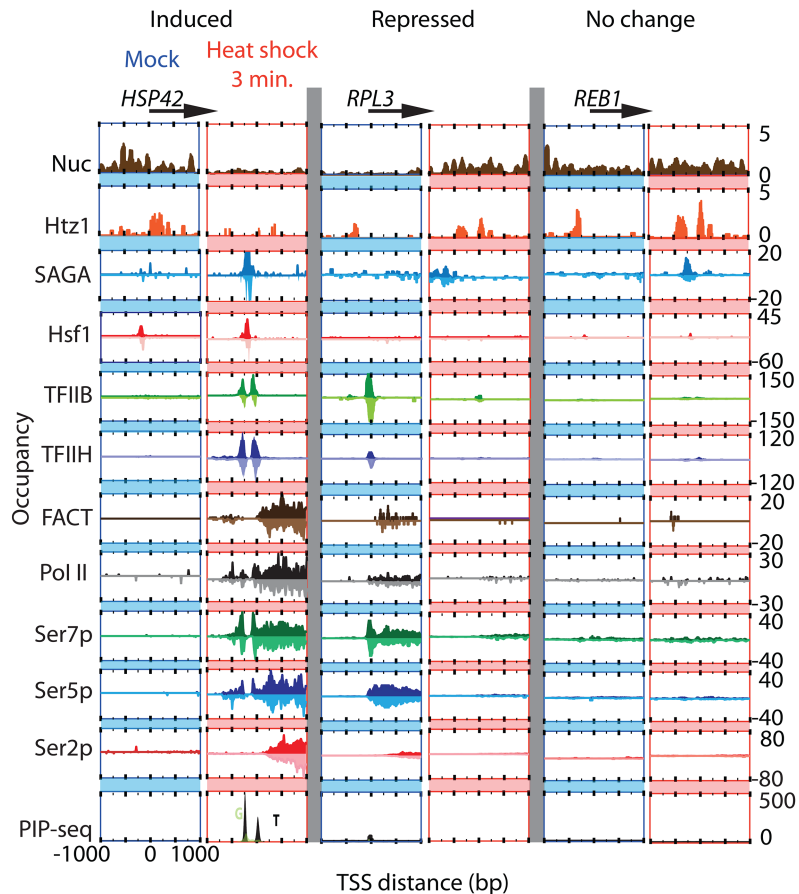 Induced Repressed No change
Mock Heat shock
3 min.
HSP42 RPL3 REB1
Nuc 5
0
Htz1 5
0
SAGA 20
-20
Hsf1 45
-60
TFIIB 150
-150
TFIIH 120
120
FACT 20
-20
Pol II 30
-30
Ser7p 40
-40
Ser5p 40
-40
Ser2p 80
-80
PIP-seq G T 500
0
-1000 0 1000
TSS distance (bp)
Occupancy